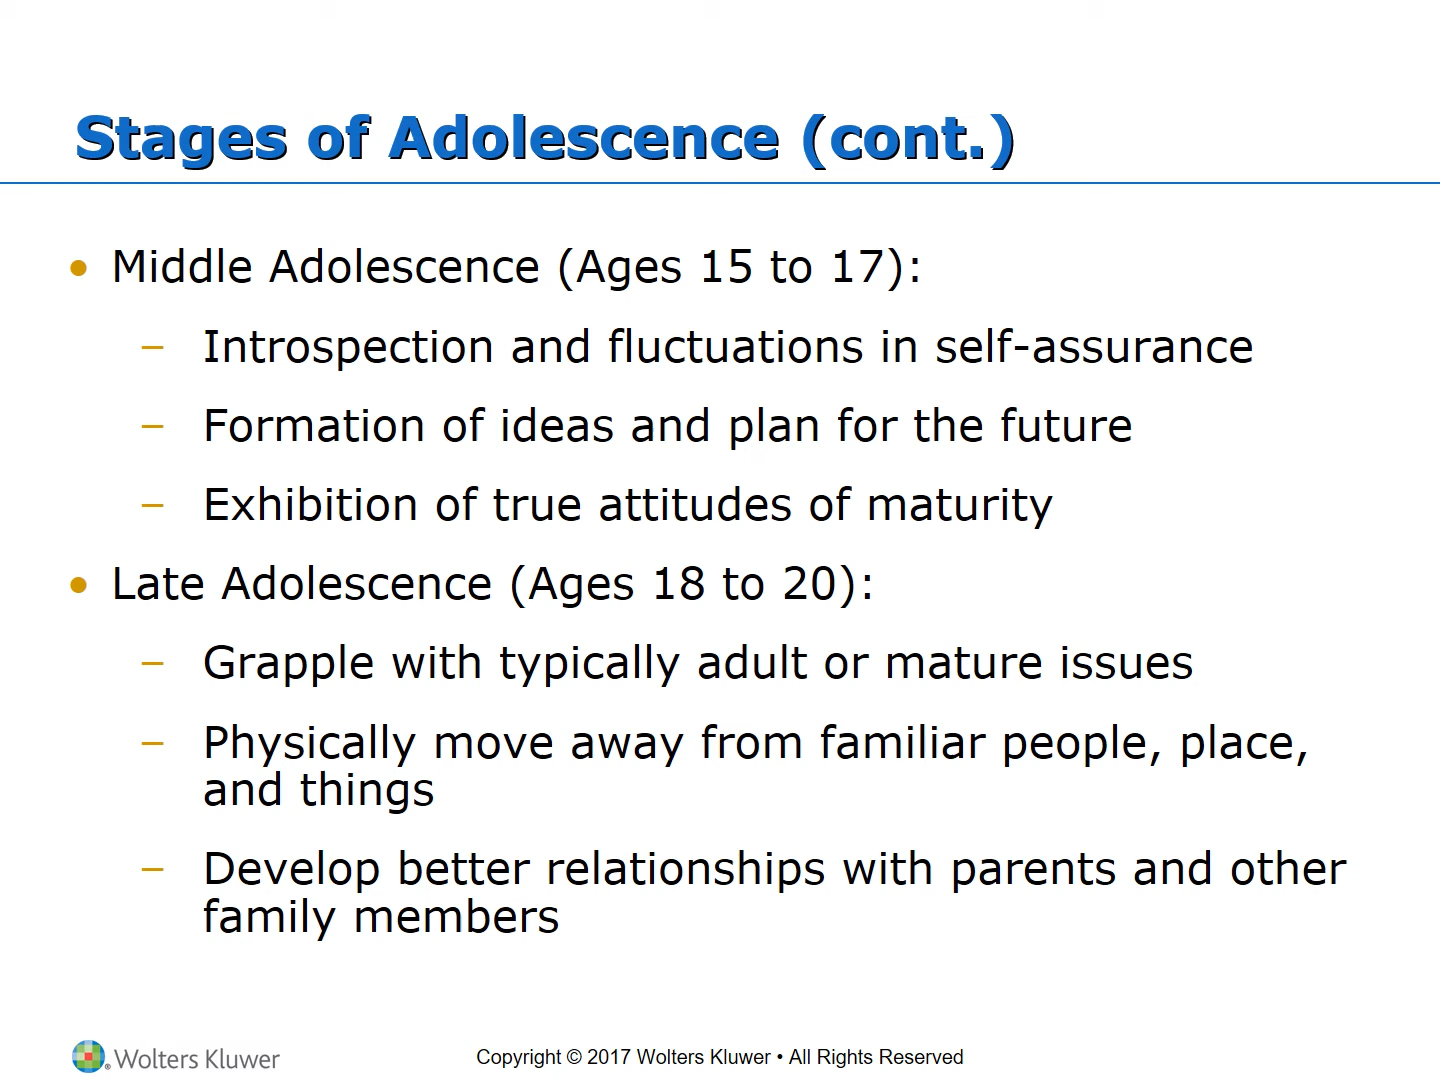 Stages of Adolescence (cont.)
• Middle Adolescence (Ages 15 to 17):
– Introspection and fluctuations in self-assurance
– Formation of ideas and plan for the future
– Exhibition of true attitudes of maturity
• Late Adolescence (Ages 18 to 20):
– Grapple with typically adult or mature issues
– Physically move away from familiar people, place,
and things
– Develop better relationships with parents and other
family members
® Wolters Kluwer
Copyright © 2017 Wolters Kluwer • All Rights Reserved